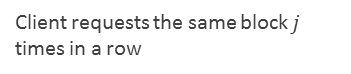 Client requests the same block j
times in a row